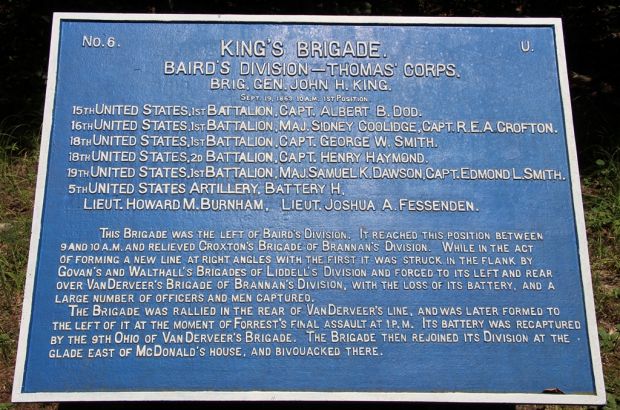 No. 6. U.
KING'S BRIGADE.
BAIRD'S DIVISION—THOMAS' CORPS.
BRIG. GEN. JOHN H. KING.
SEPT. 19, 1863. 10 A.M. 1ST POSITION.
15TH UNITED STATES, 1ST BATTALION, CAPT. ALBERT B. DOD.
16TH UNITED STATES, 1ST BATTALION, MAJ. SIDNEY COOLIDGE, CAPT. R.E.A. CROFTON.
18TH UNITED STATES, 1ST BATTALION, CAPT. GEORGE W. SMITH.
18TH UNITED STATES, 2D BATTALION, CAPT. HENRY HAYMOND.
19TH UNITED STATES, 1ST BATTALION, MAJ. SAMUEL K. DAWSON, CAPT. EDMOND L. SMITH.
5TH UNITED STATES ARTILLERY, BATTERY H,
LIEUT. HOWARD M. BURNHAM, LIEUT. JOSHUA A. FESSENDEN.
THIS BRIGADE WAS THE LEFT OF BAIRD'S DIVISION. IT REACHED THIS POSITION BETWEEN
9 AND 10 A.M. AND RELIEVED CROXTON'S BRIGADE OF BRANNAN'S DIVISION. WHILE IN THE ACT
OF FORMING A NEW LINE AT RIGHT ANGLES WITH THE FIRST IT WAS STRUCK IN THE FLANK BY
GOVAN'S AND WALTHALL'S BRIGADES OF LIDDELL'S DIVISION AND FORCED TO ITS LEFT AND REAR
OVER VANDERVEER'S BRIGADE OF BRANNAN'S DIVISION, WITH THE LOSS OF ITS BATTERY, AND A
LARGE NUMBER OF OFFICERS AND MEN CAPTURED.
THE BRIGADE WAS RALLIED IN THE REAR OF VANDERVEER'S LINE, AND WAS LATER FORMED TO
THE LEFT OF IT AT THE MOMENT OF FORREST'S FINAL ASSAULT AT 1 P.M. ITS BATTERY WAS RECAPTURED
BY THE 9TH OHIO OF VANDERVEER'S BRIGADE. THE BRIGADE THEN REJOINED ITS DIVISION AT THE
GLADE EAST OF MCDONALD'S HOUSE, AND BIVOUACKED THERE.